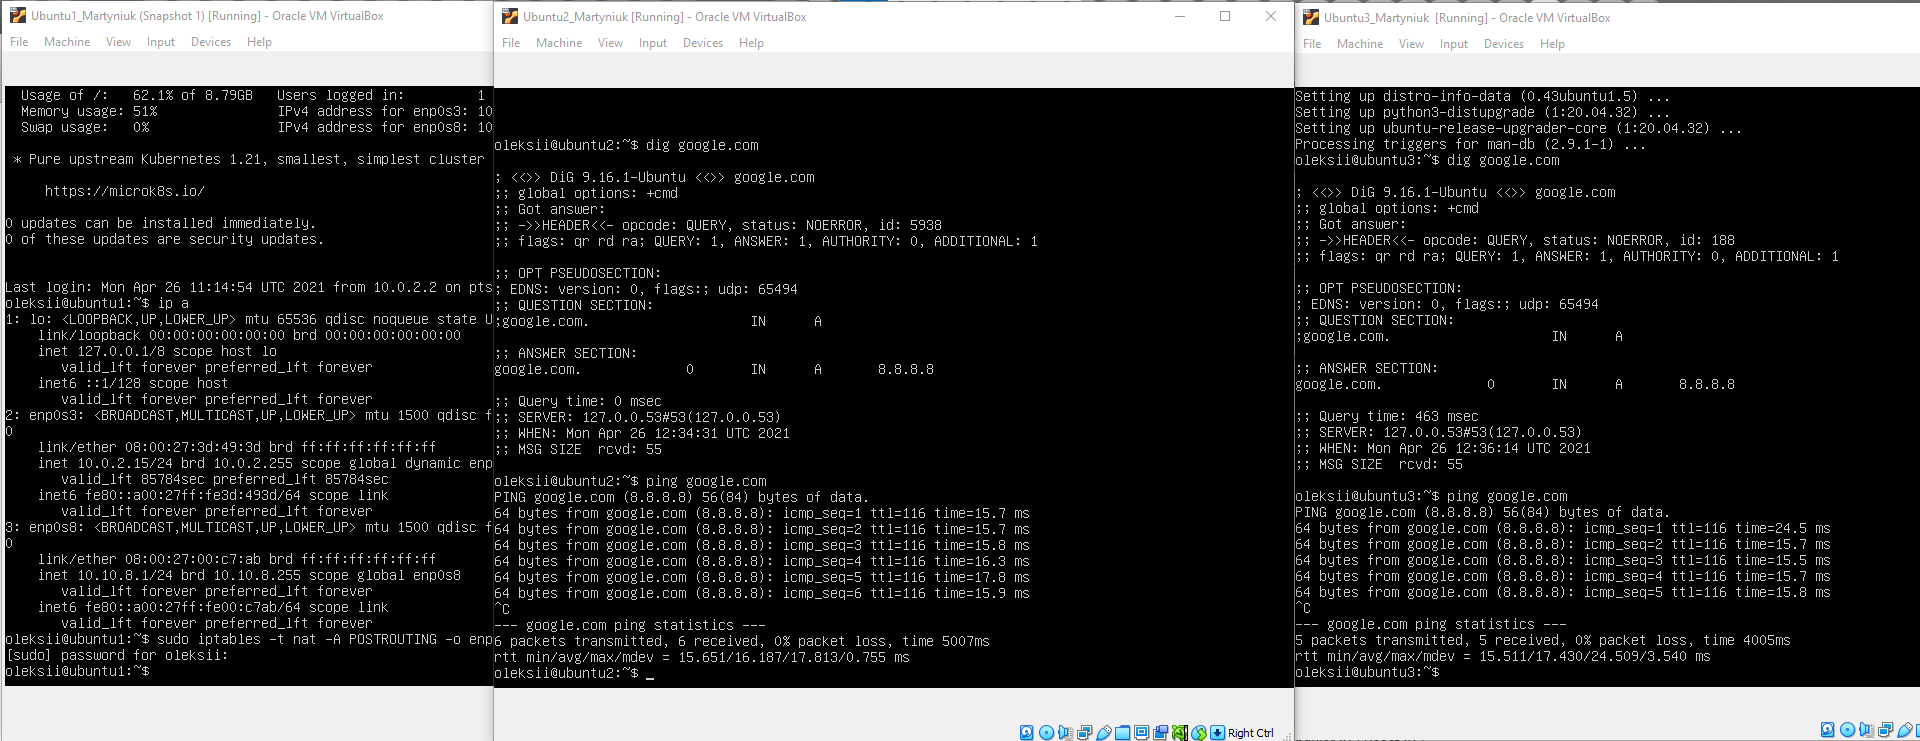 Ubuntu1_Martyniuk (Snapshot 1) [Running] - Oracle VM VirtualBox
File Machine View Input Devices Help
Usage of /: 62.1% of 8.79GB Users logged in: 1
Memory usage: 51% IPv4 address for enp0s3: 10
Swap usage: 0% IPv4 address for enp0s8: 10
* Pure upstream Kubernetes 1.21, smallest, simplest cluster
https://microk8s.io/
0 updates can be installed immediately.
0 of these updates are security updates.
Last login: Mon Apr 26 11:14:54 UTC 2021 from 10.0.2.2 on pts
oleksii@ubuntu1:~$ ip a
1: lo: <LOOPBACK,UP,LOWER_UP> mtu 65536 qdisc noqueue state U
link/loopback 00:00:00:00:00:00 brd 00:00:00:00:00:00
inet 127.0.0.1/8 scope host lo
valid_lft forever preferred_lft forever
inet6 ::1/128 scope host
valid_lft forever preferred_lft forever
2: enp0s3: <BROADCAST,MULTICAST,UP,LOWER_UP> mtu 1500 qdisc f
0
link/ether 08:00:27:3d:49:3d brd ff:ff:ff:ff:ff:ff
inet 10.0.2.15/24 brd 10.0.2.255 scope global dynamic enp
valid_lft 85784sec preferred_lft 85784sec
inet6 fe80::a00:27ff:fe3d:493d/64 scope link
valid_lft forever preferred_lft forever
3: enp0s8: <BROADCAST,MULTICAST,UP,LOWER_UP> mtu 1500 qdisc f
0
link/ether 08:00:27:00:c7:ab brd ff:ff:ff:ff:ff:ff
inet 10.10.8.1/24 brd 10.10.8.255 scope global enp0s8
valid_lft forever preferred_lft forever
inet6 fe80::a00:27ff:fe00:c7ab/64 scope link
valid_lft forever preferred_lft forever
oleksii@ubuntu1:~$ sudo iptables -t nat -A POSTROUTING -o enp
[sudo] password for oleksii:
oleksii@ubuntu1:~$
Ubuntu2_Martyniuk [Running] - Oracle VM VirtualBox
File Machine View Input Devices Help
oleksii@ubuntu2:~$ dig google.com
; <<>> DiG 9.16.1-Ubuntu <<>> google.com
;; global options: +cmd
;; Got answer:
;; ->>HEADER<<- opcode: QUERY, status: NOERROR, id: 5938
;; flags: qr rd ra; QUERY: 1, ANSWER: 1, AUTHORITY: 0, ADDITIONAL: 1
;; OPT PSEUDOSECTION:
; EDNS: version: 0, flags:; udp: 65494
;; QUESTION SECTION:
;google.com. IN A
;; ANSWER SECTION:
google.com. 0 IN A 8.8.8.8
;; Query time: 0 msec
;; SERVER: 127.0.0.53#53(127.0.0.53)
;; WHEN: Mon Apr 26 12:34:31 UTC 2021
;; MSG SIZE rcvd: 55
oleksii@ubuntu2:~$ ping google.com
PING google.com (8.8.8.8) 56(84) bytes of data.
64 bytes from google.com (8.8.8.8): icmp_seq=1 ttl=116 time=15.7 ms
64 bytes from google.com (8.8.8.8): icmp_seq=2 ttl=116 time=15.7 ms
64 bytes from google.com (8.8.8.8): icmp_seq=3 ttl=116 time=15.8 ms
64 bytes from google.com (8.8.8.8): icmp_seq=4 ttl=116 time=16.3 ms
64 bytes from google.com (8.8.8.8): icmp_seq=5 ttl=116 time=17.8 ms
64 bytes from google.com (8.8.8.8): icmp_seq=6 ttl=116 time=15.9 ms
^C
--- google.com ping statistics ---
6 packets transmitted, 6 received, 0% packet loss, time 5007ms
rtt min/avg/max/mdev = 15.651/16.187/17.813/0.755 ms
oleksii@ubuntu2:~$ _
Right Ctrl
Ubuntu3_Martyniuk [Running] - Oracle VM VirtualBox
File Machine View Input Devices Help
Setting up distro-info-data (0.43ubuntu1.5) ...
Setting up python3-distupgrade (1:20.04.32) ...
Setting up ubuntu-release-upgrader-core (1:20.04.32) ...
Processing triggers for man-db (2.9.1-1) ...
oleksii@ubuntu3:~$ dig google.com
; <<>> DiG 9.16.1-Ubuntu <<>> google.com
;; global options: +cmd
;; Got answer:
;; ->>HEADER<<- opcode: QUERY, status: NOERROR, id: 188
;; flags: qr rd ra; QUERY: 1, ANSWER: 1, AUTHORITY: 0, ADDITIONAL: 1
;; OPT PSEUDOSECTION:
; EDNS: version: 0, flags:; udp: 65494
;; QUESTION SECTION:
;google.com. IN A
;; ANSWER SECTION:
google.com. 0 IN A 8.8.8.8
;; Query time: 463 msec
;; SERVER: 127.0.0.53#53(127.0.0.53)
;; WHEN: Mon Apr 26 12:36:14 UTC 2021
;; MSG SIZE rcvd: 55
oleksii@ubuntu3:~$ ping google.com
PING google.com (8.8.8.8) 56(84) bytes of data.
64 bytes from google.com (8.8.8.8): icmp_seq=1 ttl=116 time=24.5 ms
64 bytes from google.com (8.8.8.8): icmp_seq=2 ttl=116 time=15.7 ms
64 bytes from google.com (8.8.8.8): icmp_seq=3 ttl=116 time=15.5 ms
64 bytes from google.com (8.8.8.8): icmp_seq=4 ttl=116 time=15.7 ms
64 bytes from google.com (8.8.8.8): icmp_seq=5 ttl=116 time=15.8 ms
^C
--- google.com ping statistics ---
5 packets transmitted, 5 received, 0% packet loss, time 4005ms
rtt min/avg/max/mdev = 15.511/17.430/24.509/3.540 ms
oleksii@ubuntu3:~$